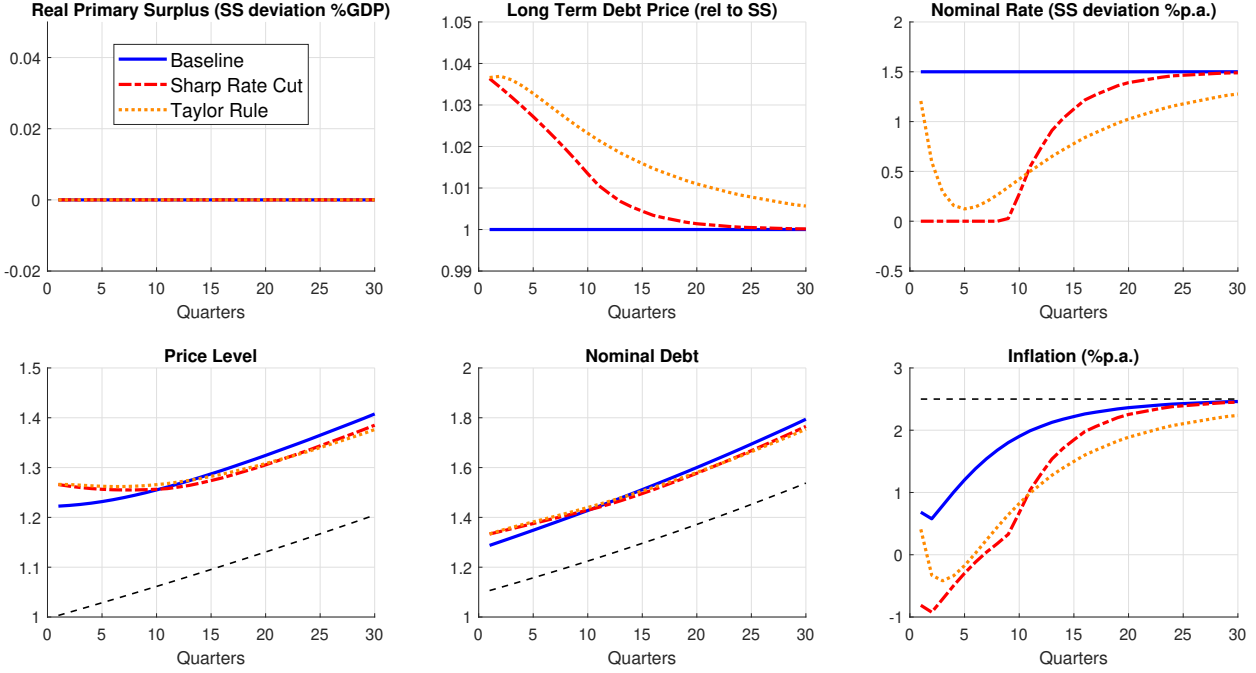 Real Primary Surplus (SS deviation %GDP)
0.04
0.02
0
-0.02
0 5 10 15 20 25 30
Quarters
Baseline
Sharp Rate Cut
Taylor Rule
Long Term Debt Price (rel to SS)
1.05
1.04
1.03
1.02
1.01
1
0.99
0 5 10 15 20 25 30
Quarters
Nominal Rate (SS deviation %p.a.)
2
1.5
1
0.5
0
-0.5
0 5 10 15 20 25 30
Quarters
Price Level
1.5
1.4
1.3
1.2
1.1
1
0 5 10 15 20 25 30
Quarters
Nominal Debt
2
1.8
1.6
1.4
1.2
1
0 5 10 15 20 25 30
Quarters
Inflation (%p.a.)
3
2
1
0
-1
0 5 10 15 20 25 30
Quarters